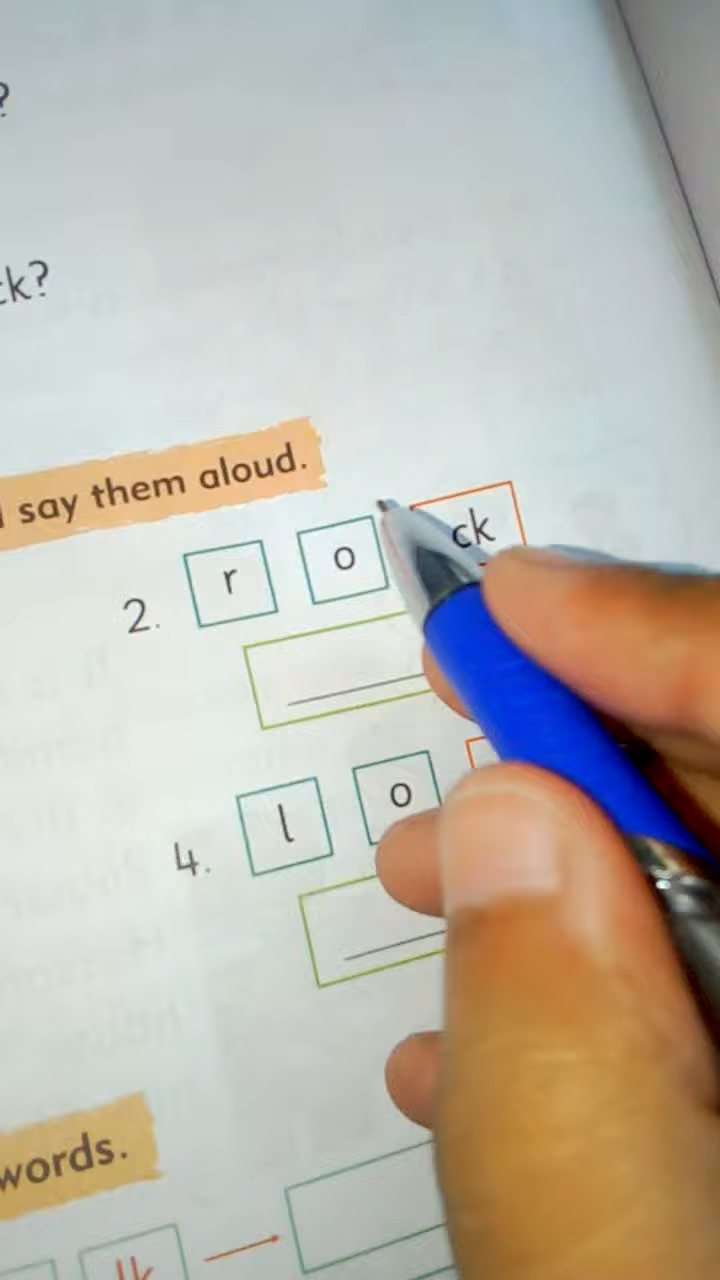 ?
ck?
say them aloud.
2. r o ck
4. l o
words.
lk